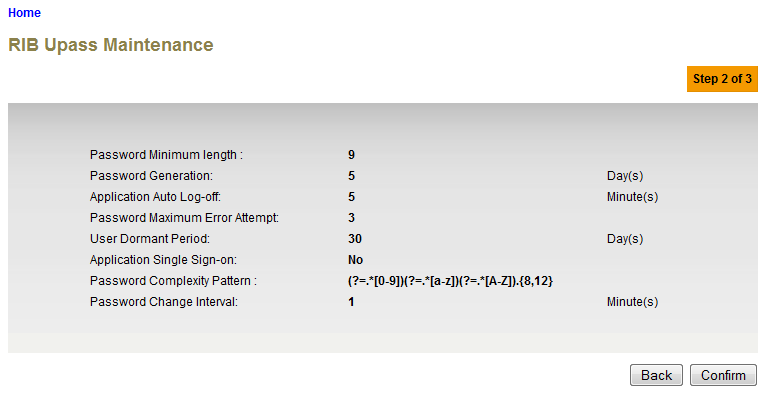 Home
RIB Upass Maintenance
Step 2 of 3
Password Minimum length : 9
Password Generation: 5 Day(s)
Application Auto Log-off: 5 Minute(s)
Password Maximum Error Attempt: 3
User Dormant Period: 30 Day(s)
Application Single Sign-on: No
Password Complexity Pattern : (?=.*[0-9])(?=.*[a-z])(?=.*[A-Z]).{8,12}
Password Change Interval: 1 Minute(s)
Back Confirm